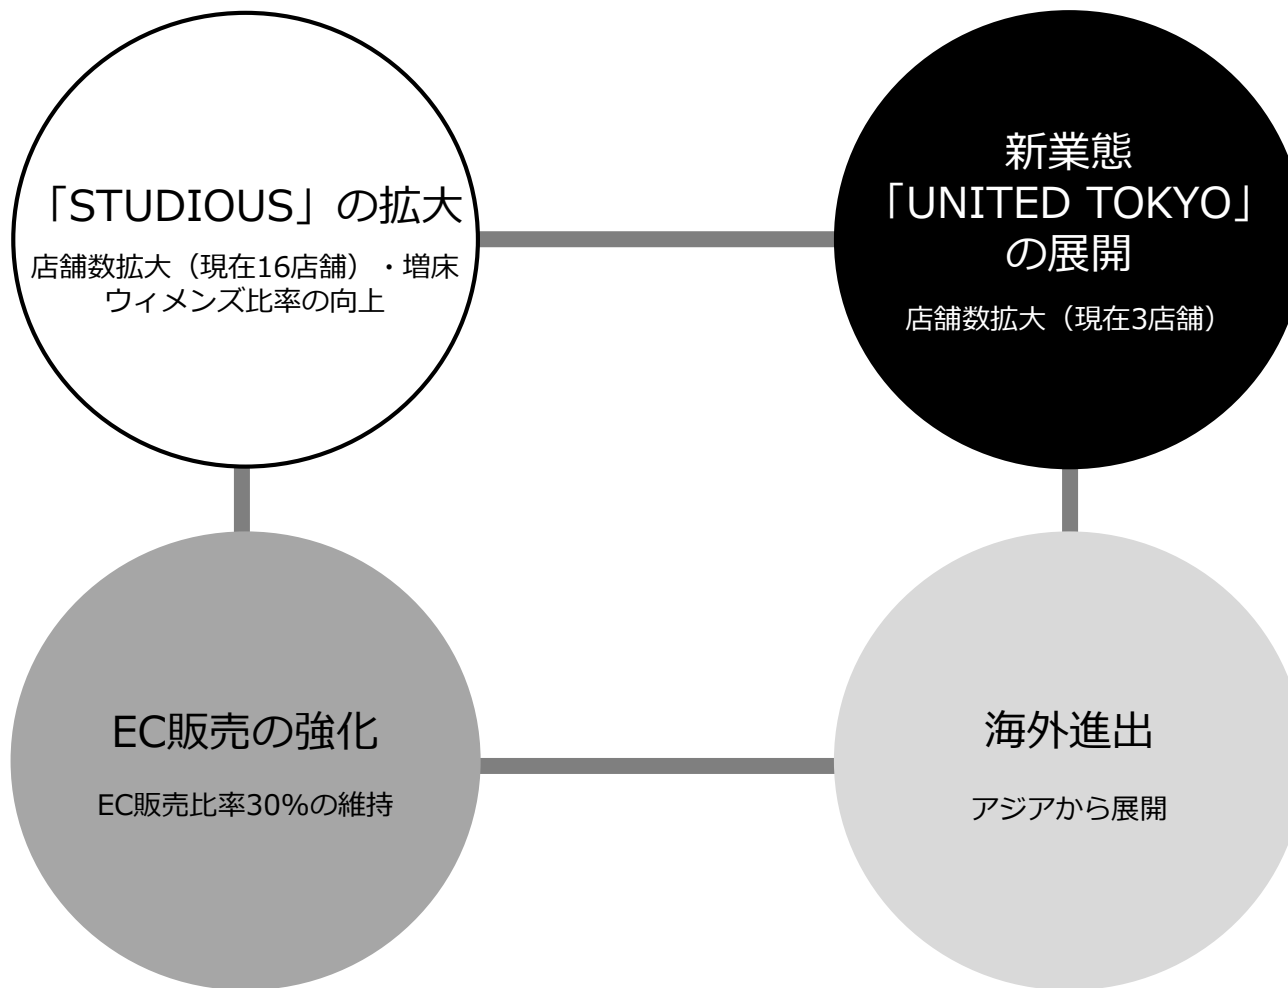 「STUDIOUS」の拡大
店舗数拡大（現在16店舗）・増床
ウィメンズ比率の向上
新業態
「UNITED TOKYO」
の展開
店舗数拡大（現在3店舗）
EC販売の強化
EC販売比率30%の維持
海外進出
アジアから展開